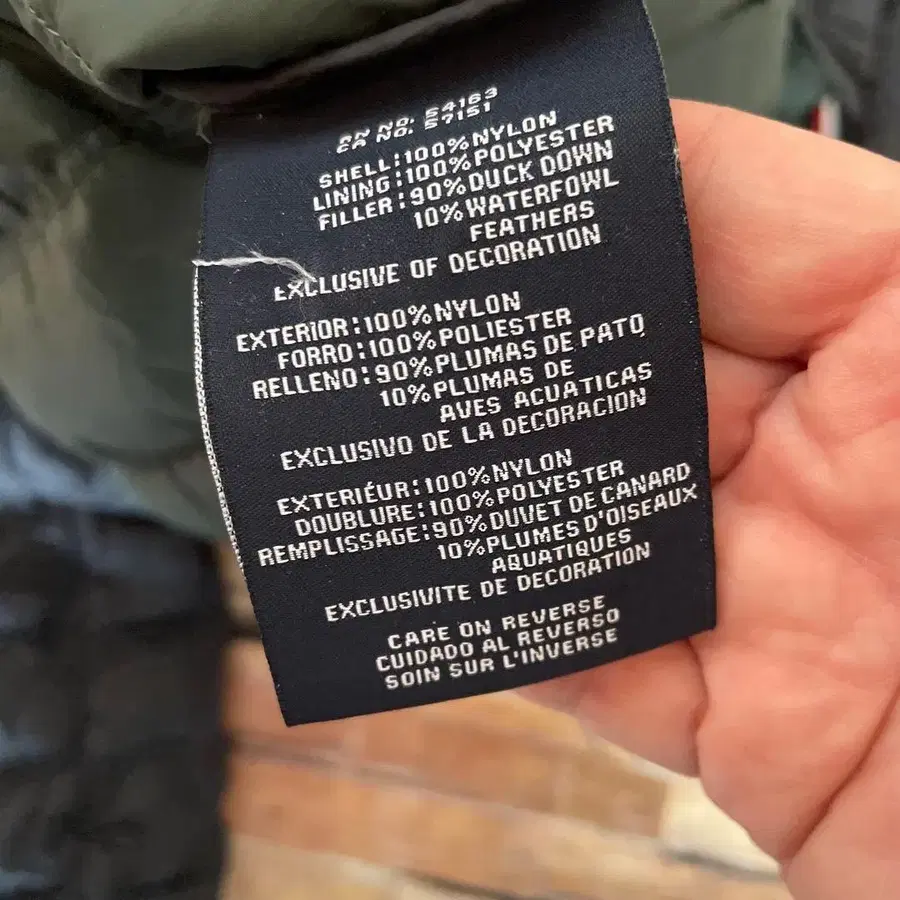 RN NO. 54163
CA NO. 57151
SHELL:100%NYLON
LINING:100%POLYESTER
FILLER:90%DUCK DOWN
10%WATERFOWL
FEATHERS
EXCLUSIVE OF DECORATION
EXTERIOR:100%NYLON
FORRO:100%POLIESTER
RELLENO:90%PLUMAS DE PATO
10%PLUMAS DE
AVES ACUATICAS
EXCLUSIVO DE LA DECORACION
EXTERIÉUR:100%NYLON
DOUBLURE:100%POLYESTER
REMPLISSAGE:90%DUVET DE CANARD
10%PLUMES D'OISEAUX
AQUATIQUES
EXCLUSIVITE DE DECORATION
CARE ON REVERSE
CUIDADO AL REVERSO
SOIN SUR L'INVERSE